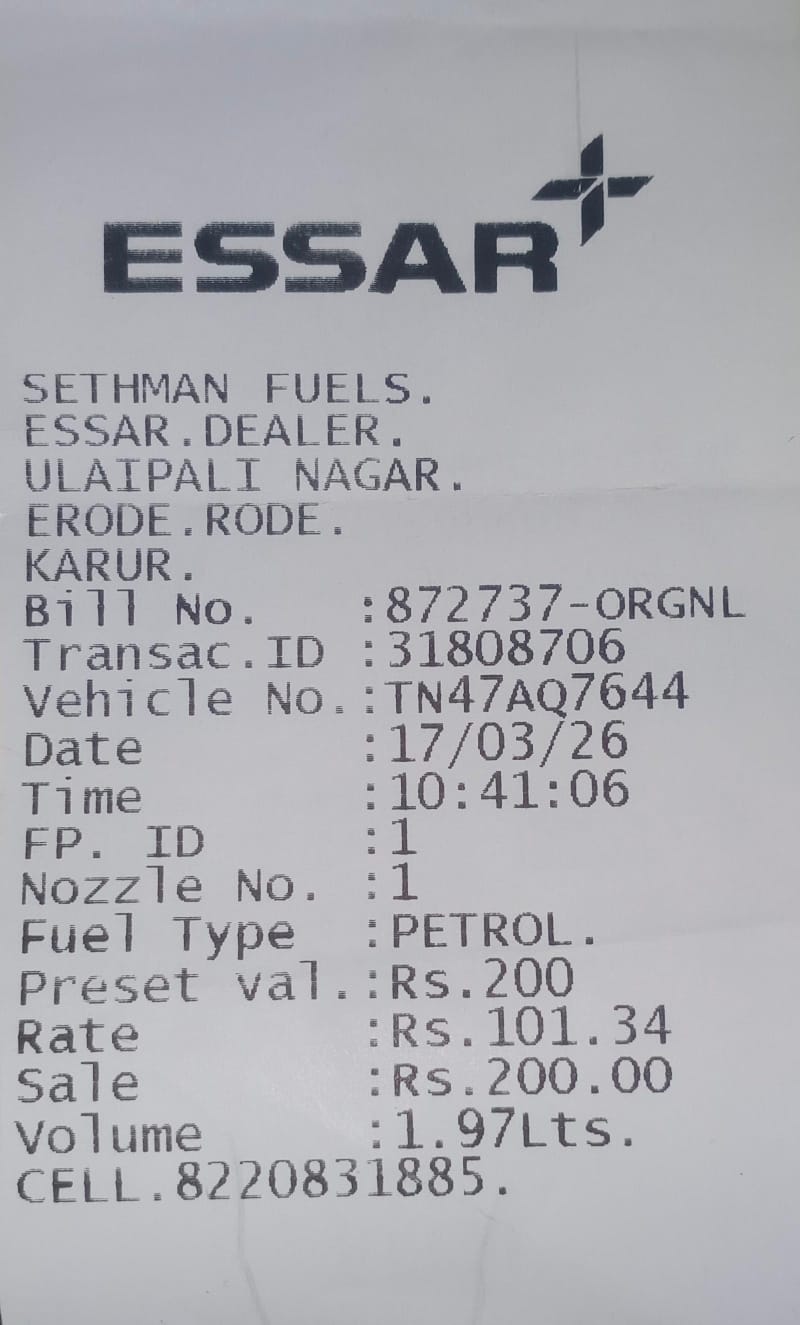 ESSAR
SETHMAN FUELS.
ESSAR.DEALER.
ULAIPALI NAGAR.
ERODE.RODE.
KARUR.
Bill No. :872737-ORGNL
Transac.ID :31808706
Vehicle No.:TN47AQ7644
Date :17/03/26
Time :10:41:06
FP. ID :1
Nozzle No. :1
Fuel Type :PETROL.
Preset val.:Rs.200
Rate :Rs.101.34
Sale :Rs.200.00
Volume :1.97Lts.
CELL.8220831885.